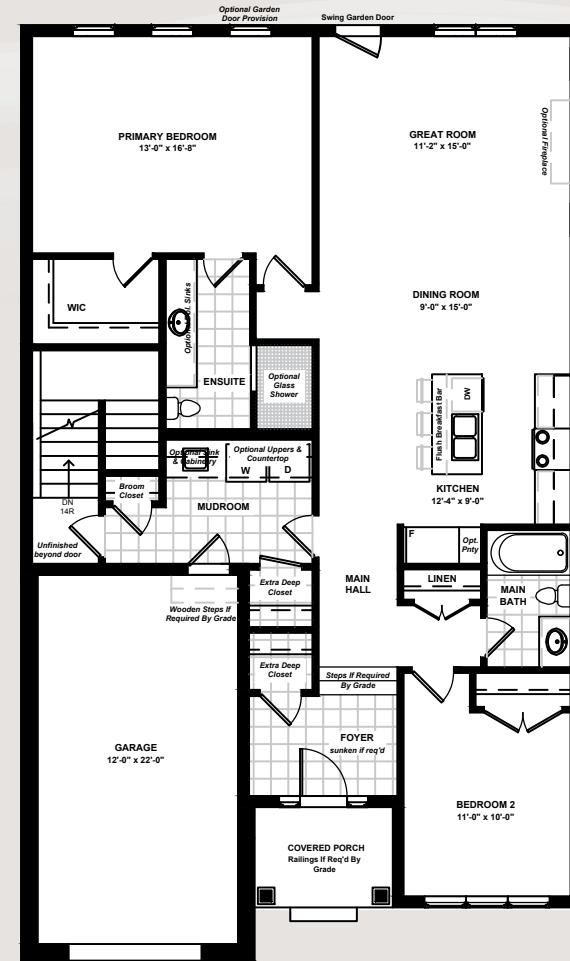 Optional Garden
Door Provision
Swing Garden Door
PRIMARY BEDROOM
13'-0" x 16'-8"
GREAT ROOM
11'-2" x 15'-0"
Optional Fireplace
WIC
Optional Dbl. Sinks
DINING ROOM
9'-0" x 15'-0"
ENSUITE
Optional
Glass
Shower
Flush Breakfast Bar
DW
Optional Sink
& Cabinetry
Optional Uppers &
Countertop
W
D
KITCHEN
12'-4" x 9'-0"
Broom
Closet
DN
14R
MUDROOM
F
Opt.
Pnty
Unfinished
beyond door
Extra Deep
Closet
MAIN
HALL
LINEN
MAIN
BATH
Wooden Steps If
Required By Grade
Extra Deep
Closet
Steps If Required
By Grade
FOYER
sunken if req'd
GARAGE
12'-0" x 22'-0"
BEDROOM 2
11'-0" x 10'-0"
COVERED PORCH
Railings If Req'd By
Grade